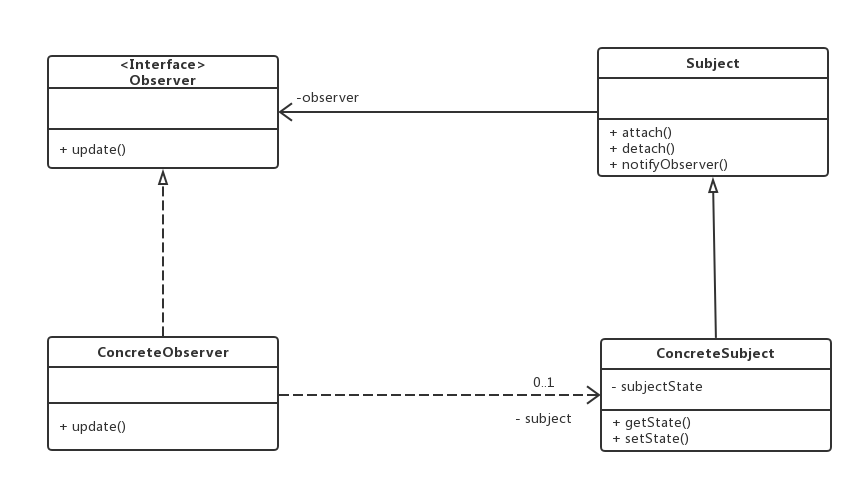 <Interface>
Observer
+ update()
-observer
Subject
+ attach()
+ detach()
+ notifyObserver()
ConcreteObserver
+ update()
0..1
- subject
ConcreteSubject
- subjectState
+ getState()
+ setState()